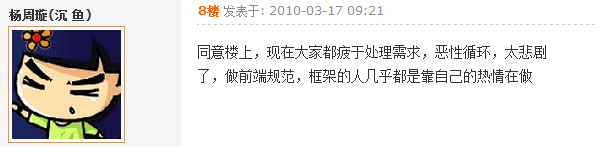 杨周璇(沉 鱼)
8楼 发表于: 2010-03-17 09:21
同意楼上，现在大家都疲于处理需求，恶性循环，太悲剧
了，做前端规范，框架的人几乎都是靠自己的热情在做